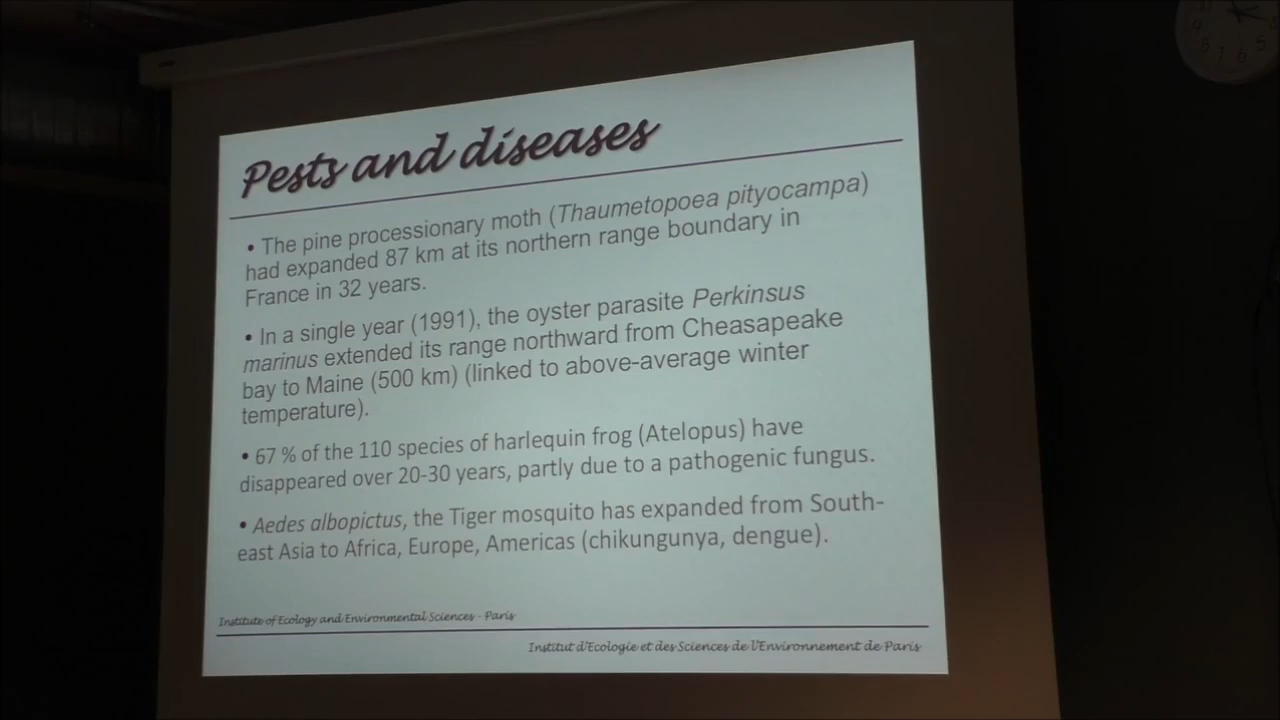 Pests and diseases
• The pine processionary moth (Thaumetopoea pityocampa)
had expanded 87 km at its northern range boundary in
France in 32 years.
• In a single year (1991), the oyster parasite Perkinsus
marinus extended its range northward from Cheasapeake
bay to Maine (500 km) (linked to above-average winter
temperature).
• 67 % of the 110 species of harlequin frog (Atelopus) have
disappeared over 20-30 years, partly due to a pathogenic fungus.
• Aedes albopictus, the Tiger mosquito has expanded from South-
east Asia to Africa, Europe, Americas (chikungunya, dengue).
Institute of Ecology and Environmental Sciences - Paris
Institut d'Ecologie et des Sciences de l'Environnement de Paris